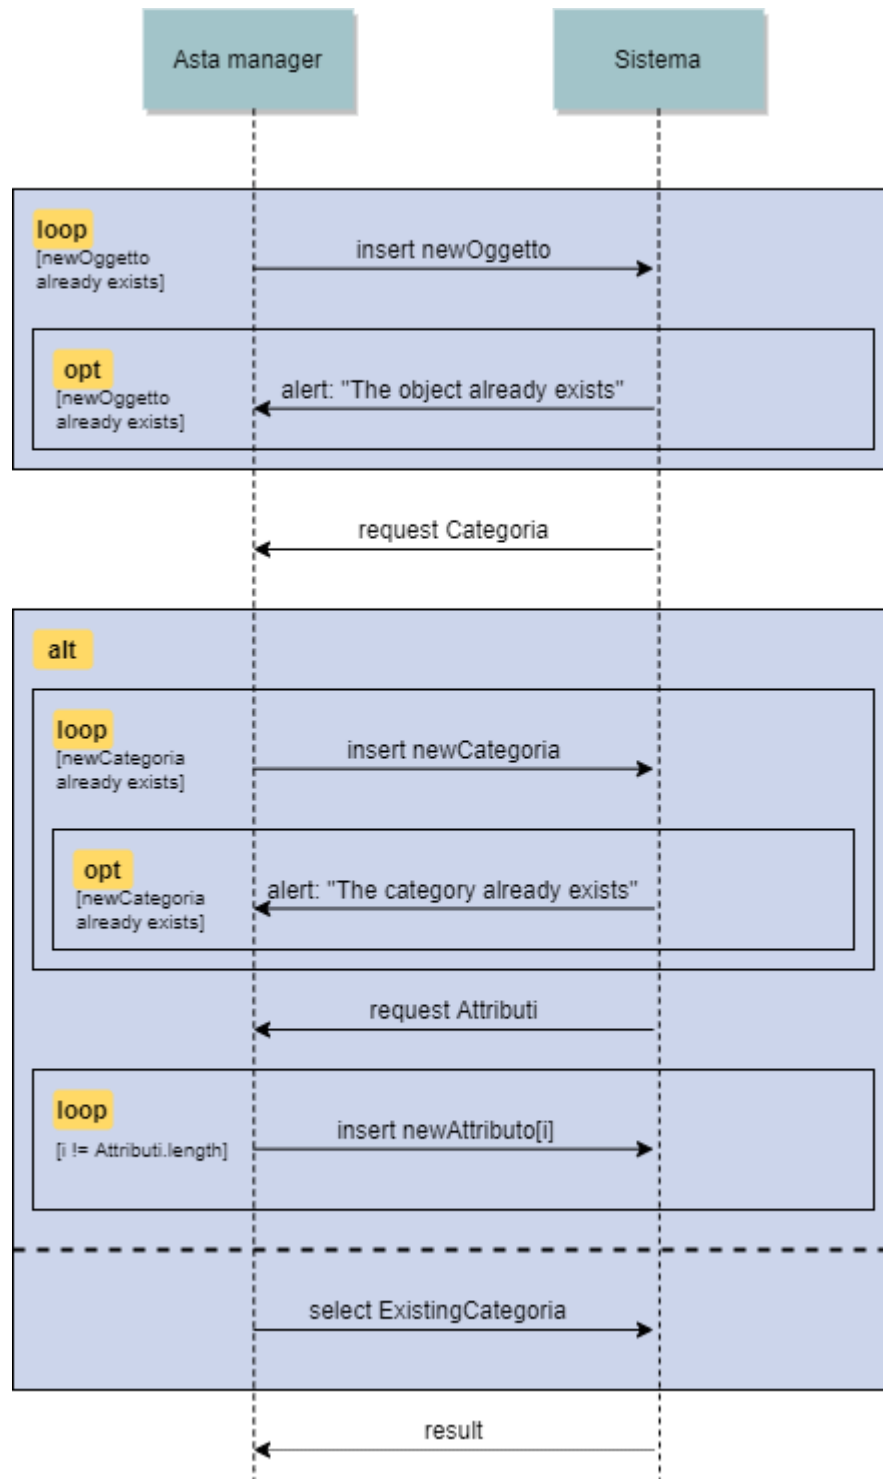 Asta manager
Sistema
loop
[newOggetto
already exists]
insert newOggetto
opt
[newOggetto
already exists]
alert: "The object already exists"
request Categoria
alt
loop
[newCategoria
already exists]
insert newCategoria
opt
[newCategoria
already exists]
alert: "The category already exists"
request Attributi
loop
[i != Attributi.length]
insert newAttributo[i]
select ExistingCategoria
result